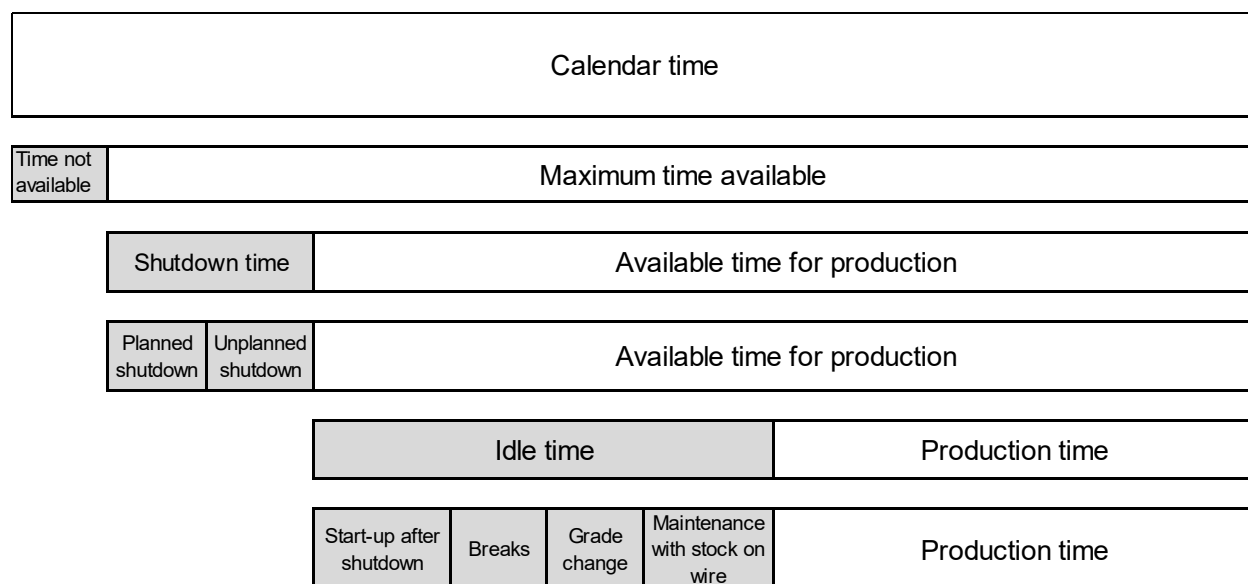 Calendar time
Time not
available
Maximum time available
Shutdown time
Available time for production
Planned
shutdown
Unplanned
shutdown
Available time for production
Idle time
Production time
Start-up after
shutdown
Breaks
Grade
change
Maintenance
with stock on
wire
Production time